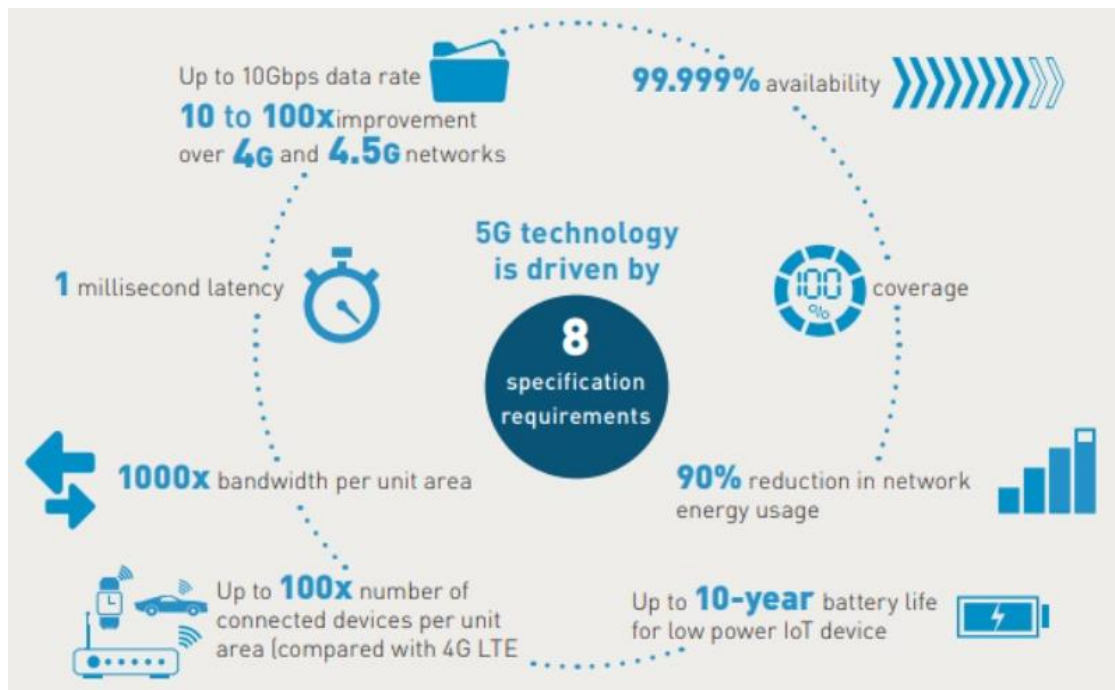 Up to 10Gbps data rate
10 to 100x improvement
over 4G and 4.5G networks
99.999% availability
5G technology
is driven by
8
specification
requirements
1 millisecond latency
100
%
coverage
1000x bandwidth per unit area
90% reduction in network
energy usage
Up to 100x number of
connected devices per unit
area (compared with 4G LTE
Up to 10-year battery life
for low power IoT device